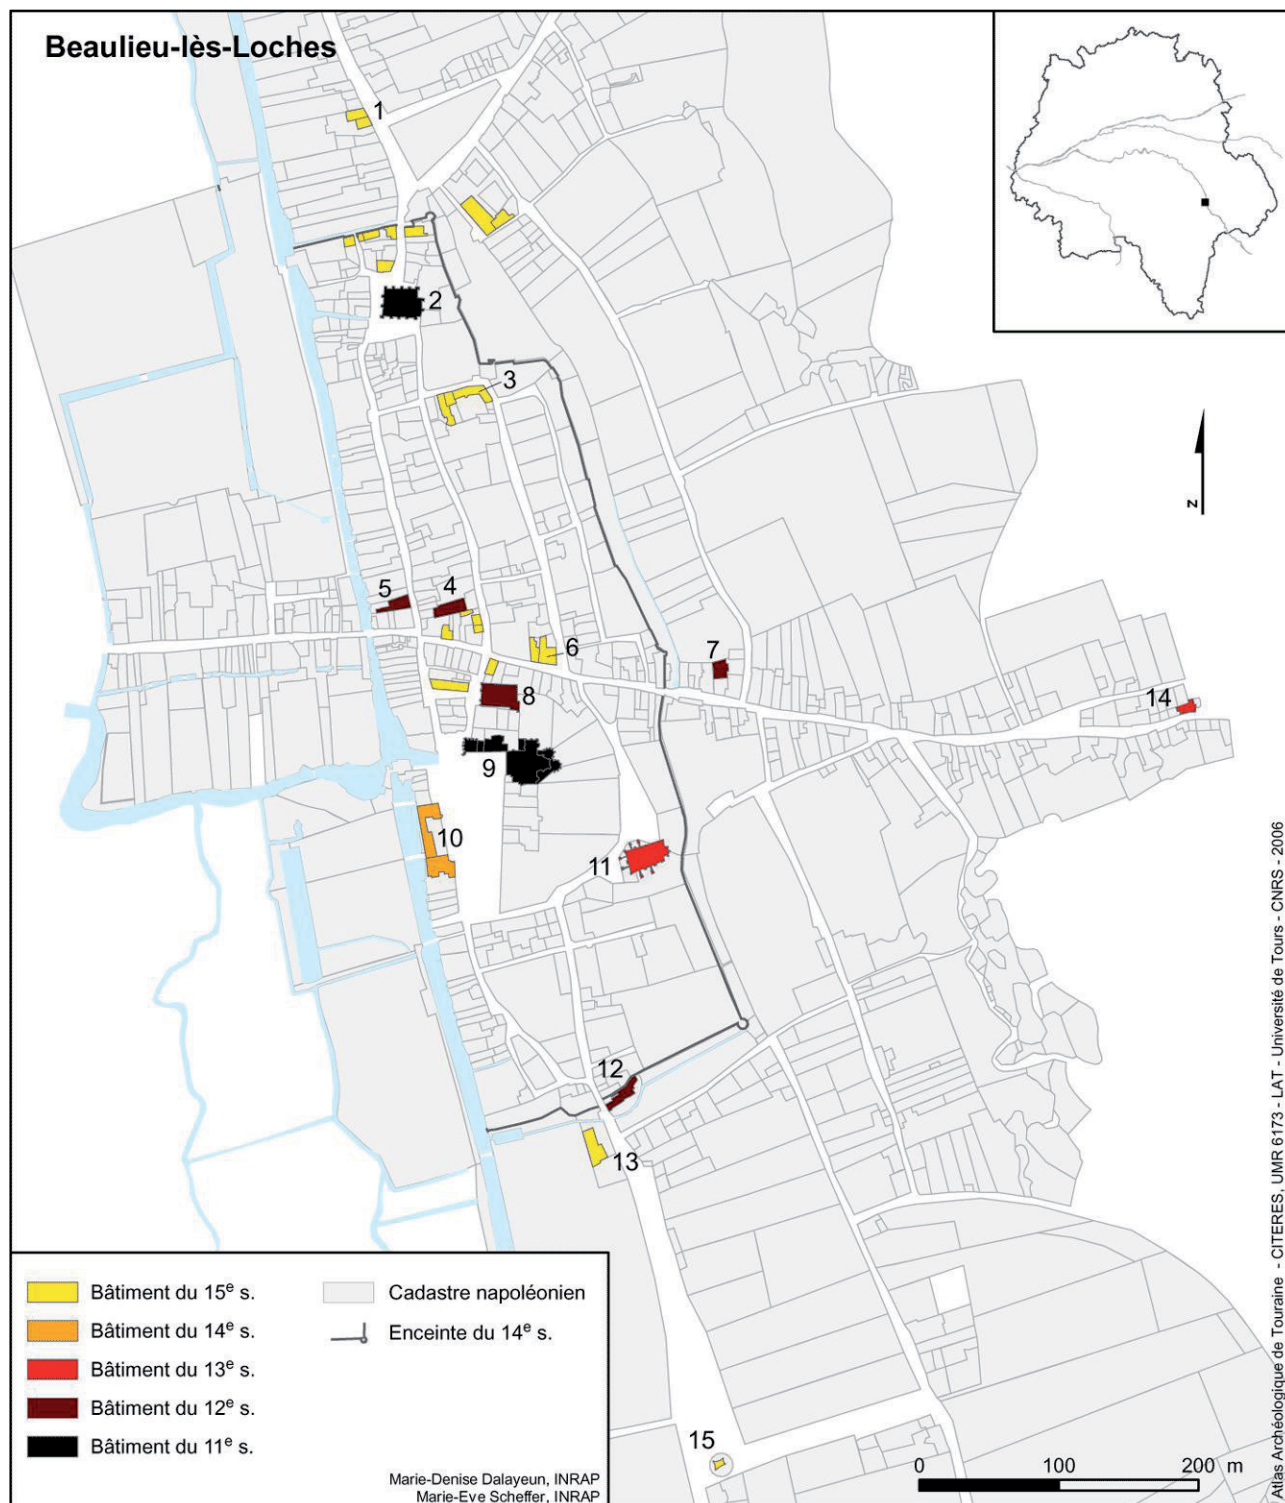 Beaulieu-lès-Loches
1
2
3
5
4
6
7
8
14
9
10
11
12
13
15
N
Bâtiment du 15e s.
Bâtiment du 14e s.
Bâtiment du 13e s.
Bâtiment du 12e s.
Bâtiment du 11e s.
Cadastre napoléonien
Enceinte du 14e s.
Marie-Denise Dalayeun, INRAP
Marie-Eve Scheffer, INRAP
0 100 200 m
Atlas Archéologique de Touraine - CITERES, UMR 6173 - LAT - Université de Tours - CNRS - 2006